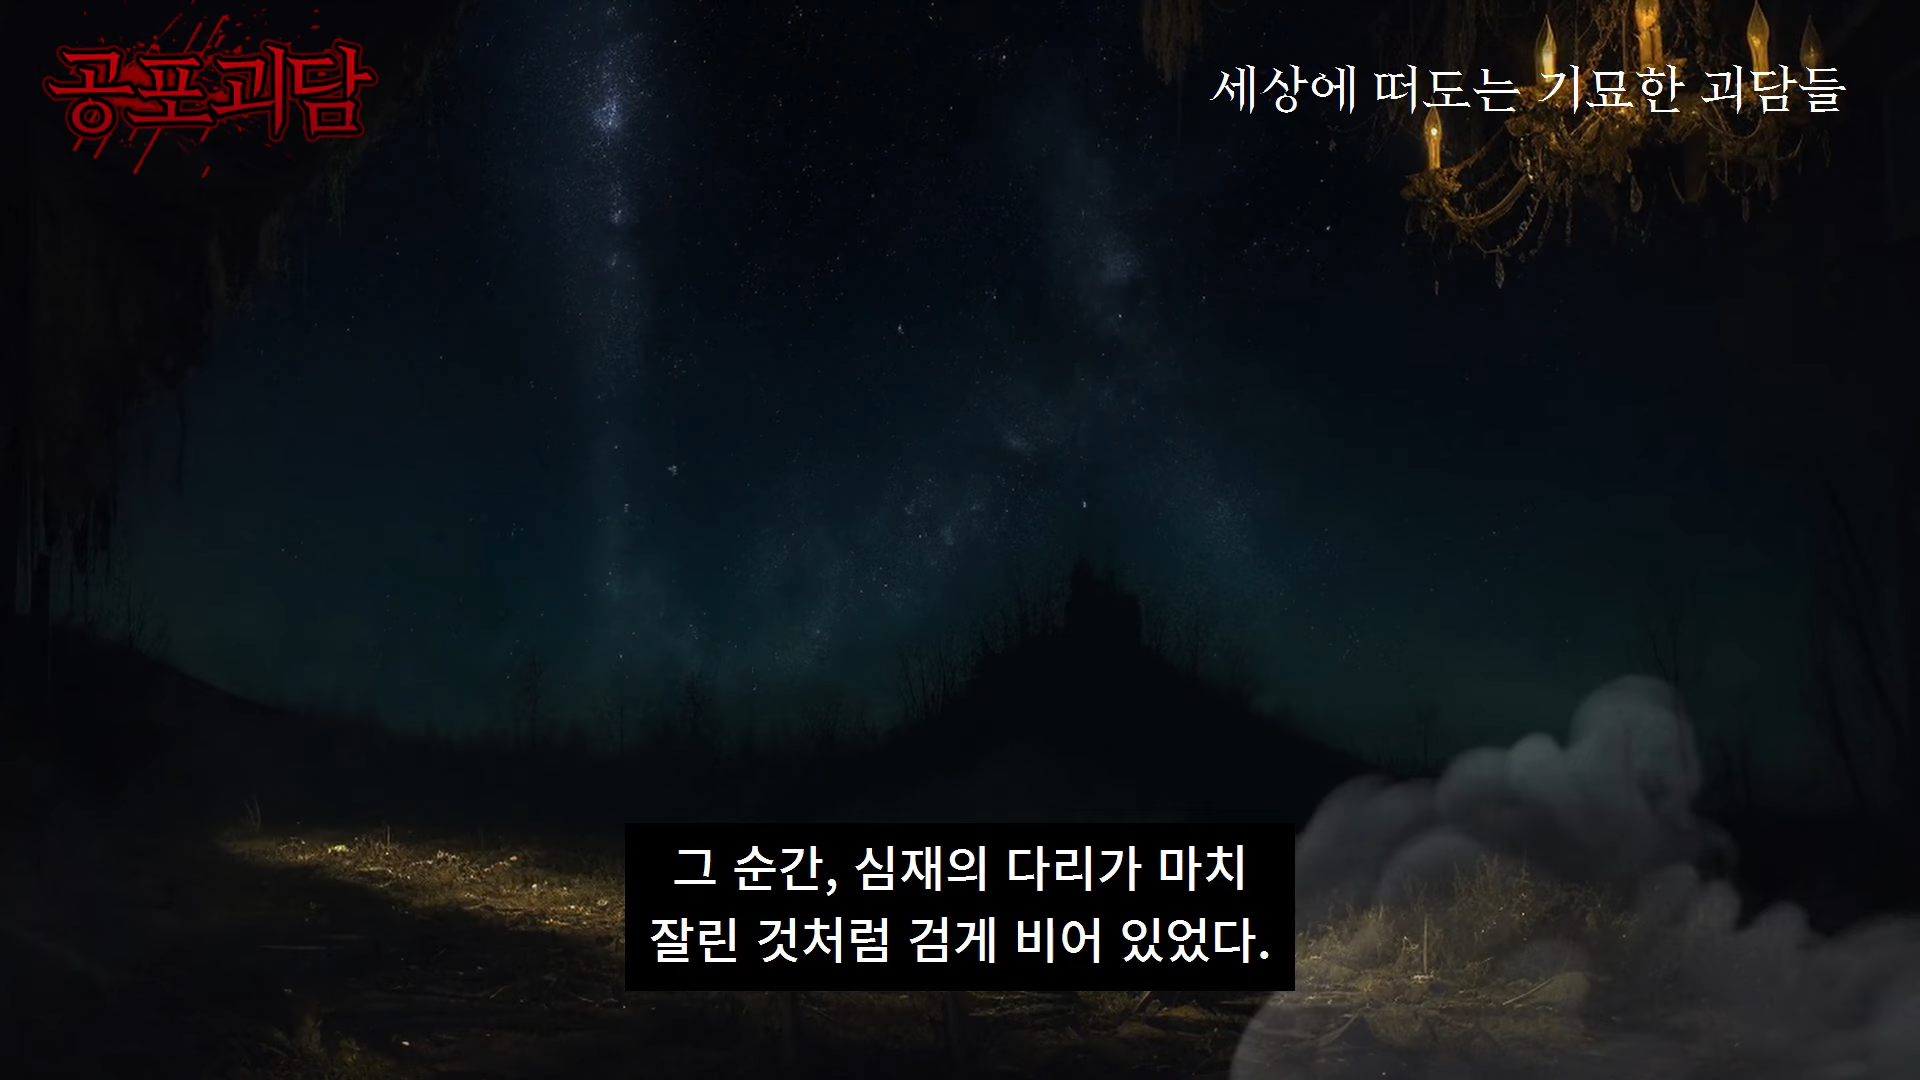 공포괴담
세상에 떠도는 기묘한 괴담들
그 순간, 심재의 다리가 마치
잘린 것처럼 검게 비어 있었다.